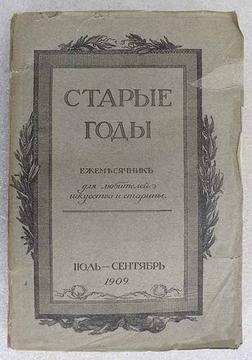 СТАРЫЕ
ГОДЫ
ЕЖЕМѢСЯЧНИКЪ
для любителей
искусства и старины.
ІЮЛЬ—СЕНТЯБРЬ
1909